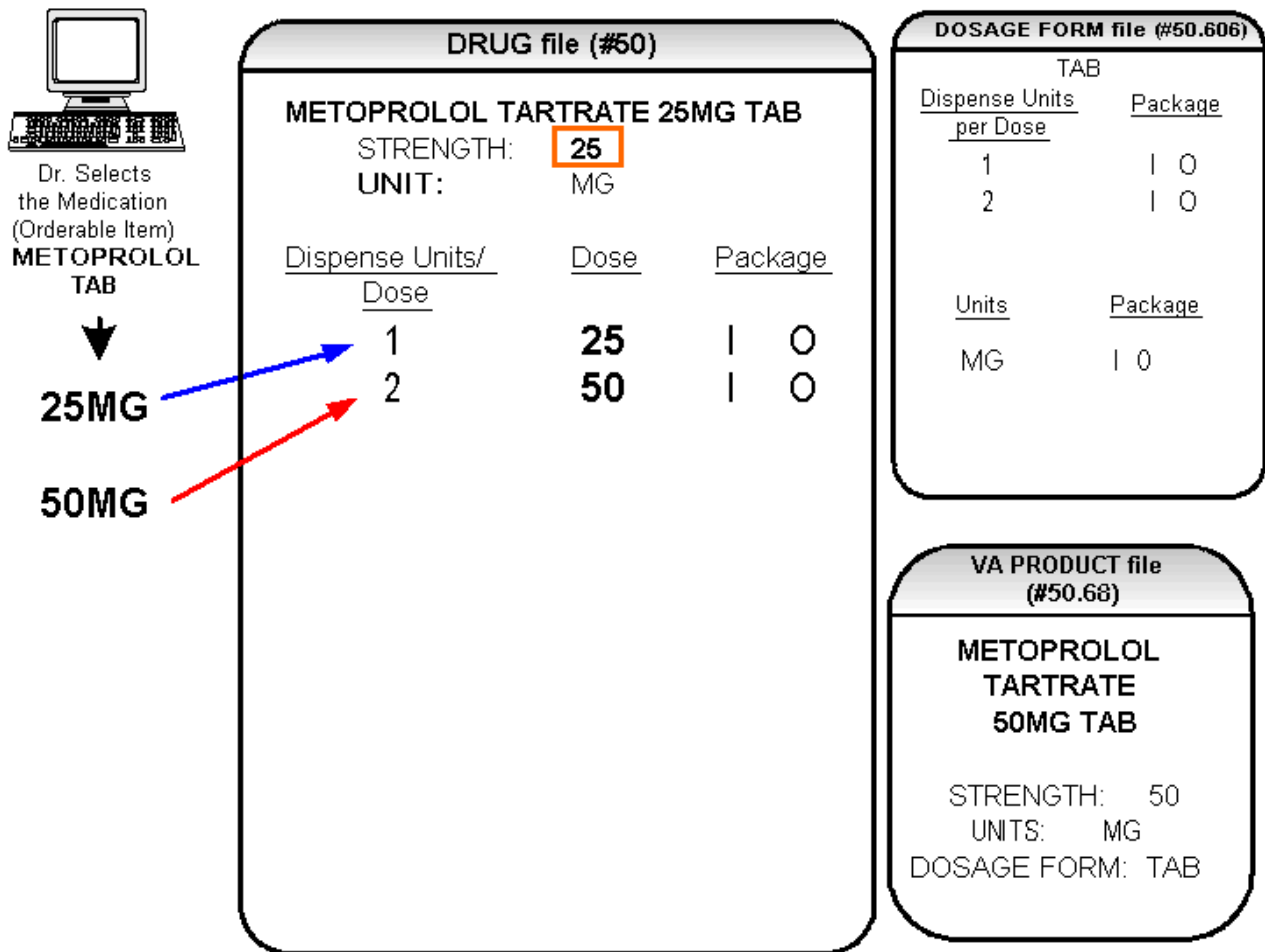 Dr. Selects
the Medication
(Orderable Item)
METOPROLOL
TAB
25MG
50MG
DRUG file (#50)
METOPROLOL TARTRATE 25MG TAB
STRENGTH: 25
UNIT: MG
Dispense Units/ Dose Package
Dose
1 25 I O
2 50 I O
DOSAGE FORM file (#50.606)
TAB
Dispense Units Package
per Dose
1 I O
2 I O
Units Package
MG I O
VA PRODUCT file
(#50.68)
METOPROLOL
TARTRATE
50MG TAB
STRENGTH: 50
UNITS: MG
DOSAGE FORM: TAB